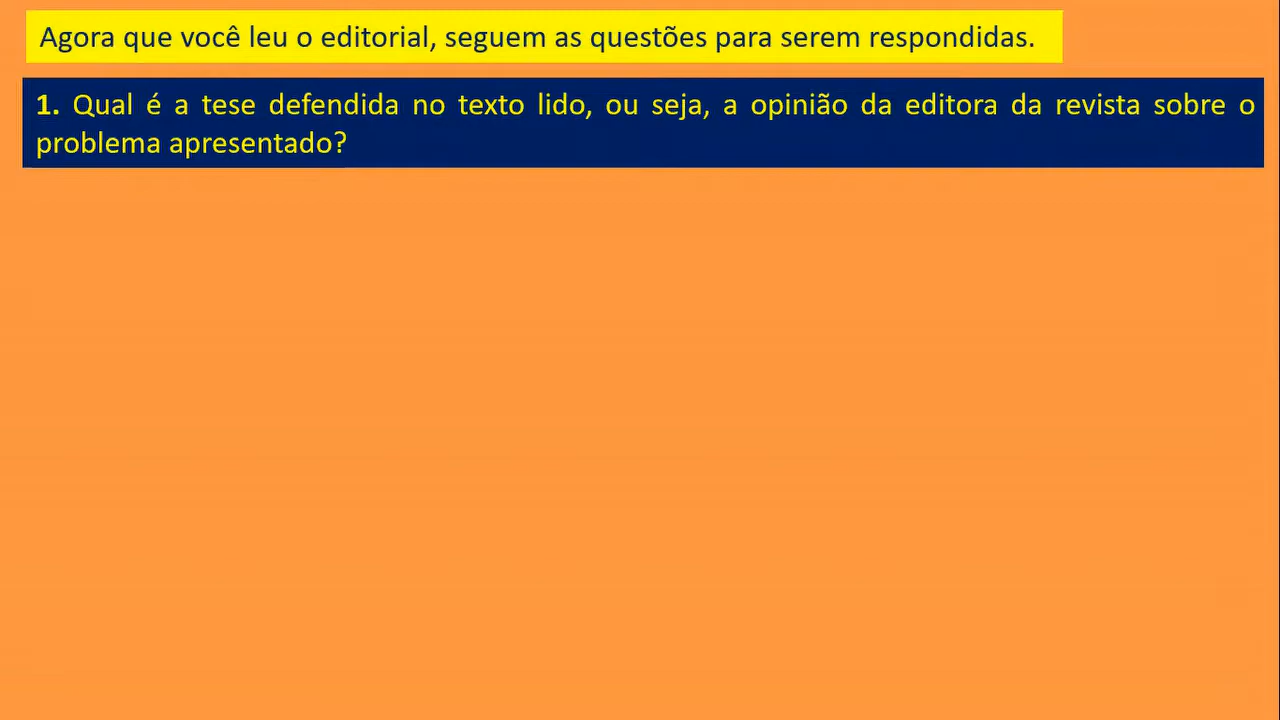 Agora que você leu o editorial, seguem as questões para serem respondidas.
1. Qual é a tese defendida no texto lido, ou seja, a opinião da editora da revista sobre o
problema apresentado?